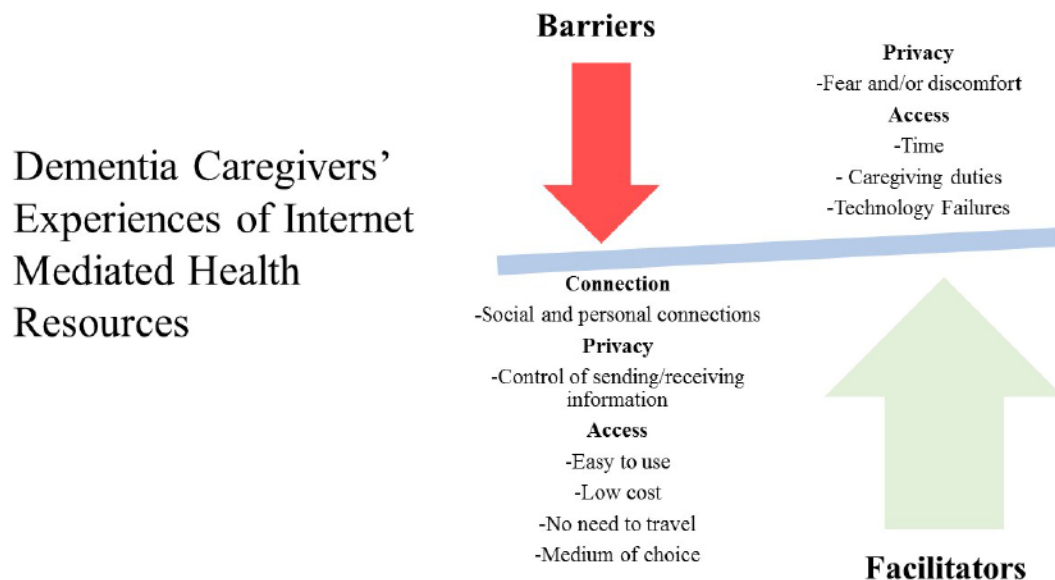 Dementia Caregivers’
Experiences of Internet
Mediated Health
Resources
Barriers
Privacy
-Fear and/or discomfort
Access
-Time
- Caregiving duties
-Technology Failures
Connection
-Social and personal connections
Privacy
-Control of sending/receiving
information
Access
-Easy to use
-Low cost
-No need to travel
-Medium of choice
Facilitators